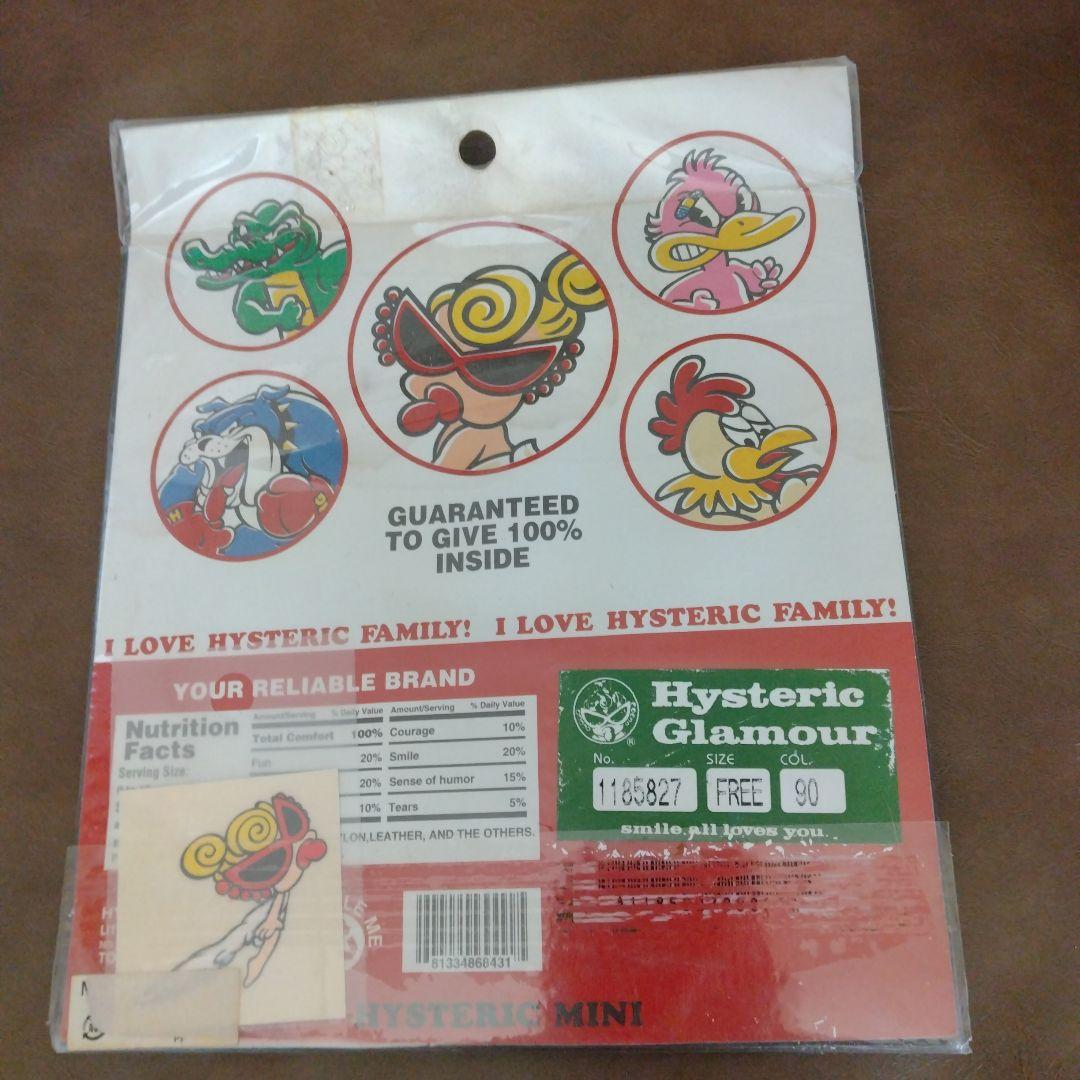 GUARANTEED
TO GIVE 100%
INSIDE
I LOVE HYSTERIC FAMILY! I LOVE HYSTERIC FAMILY!
YOUR RELIABLE BRAND
Nutrition
Facts
Serving Size:
Amount/Serving % Daily Value
Total Comfort 100%
Fun 20%
20%
10%
Amount/Serving % Daily Value
Courage 10%
Smile 20%
Sense of humor 15%
Tears 5%
LEATHER, AND THE OTHERS.
Hysteric
Glamour
®
No. SIZE COL.
1185827 FREE 90
smile.all loves you.
H
ME
81334868431
HYSTERIC MINI